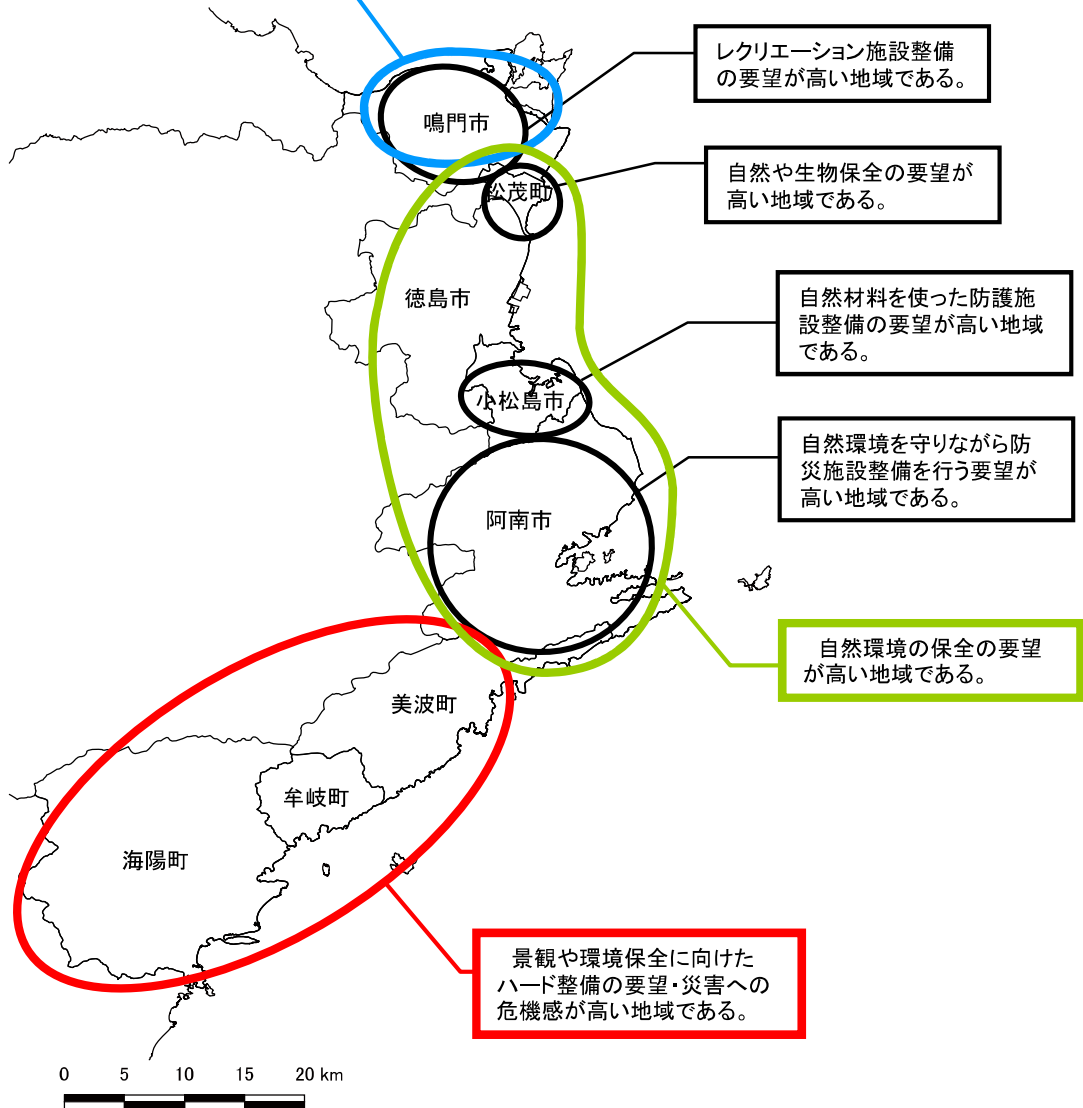 レクリエーション施設整備
の要望が高い地域である。
鳴門市
自然や生物保全の要望が
高い地域である。
松茂町
徳島市
自然材料を使った防護施
設整備の要望が高い地域
である。
小松島市
自然環境を守りながら防
災施設整備を行う要望が
高い地域である。
阿南市
自然環境の保全の要望
が高い地域である。
美波町
牟岐町
海陽町
景観や環境保全に向けた
ハード整備の要望・災害への
危機感が高い地域である。
0 5 10 15 20 km